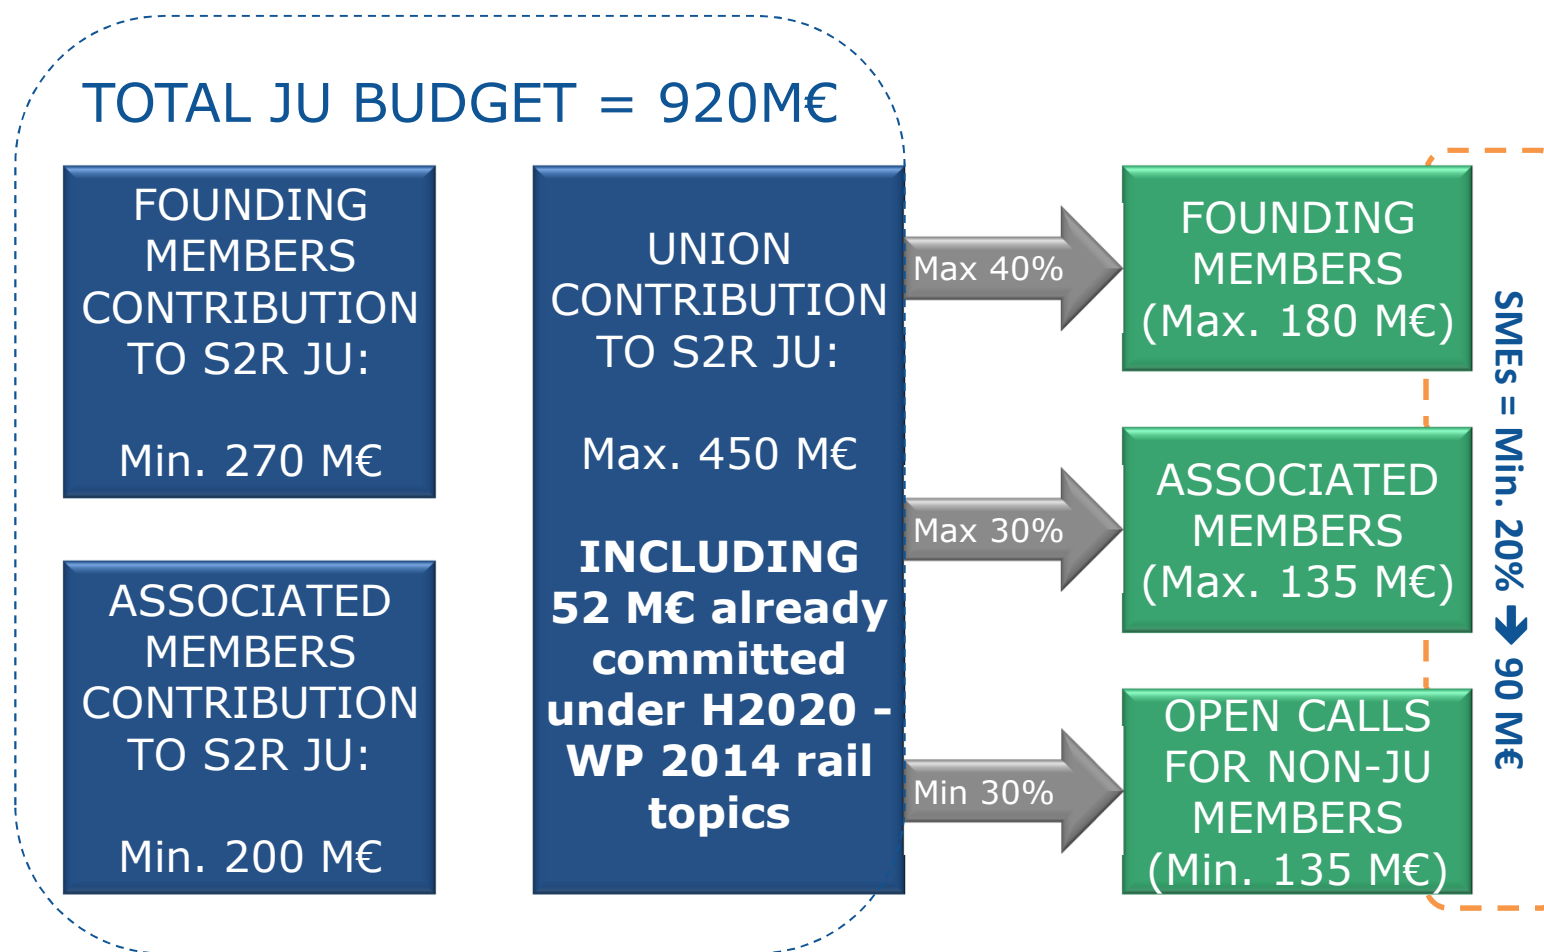 TOTAL JU BUDGET = 920M€
FOUNDING
MEMBERS
CONTRIBUTION
TO S2R JU:
Min. 270 M€
ASSOCIATED
MEMBERS
CONTRIBUTION
TO S2R JU:
Min. 200 M€
UNION
CONTRIBUTION
TO S2R JU:
Max. 450 M€
INCLUDING
52 M€ already
committed
under H2020 –
WP 2014 rail
topics
Max 40%
FOUNDING
MEMBERS
(Max. 180 M€)
Max 30%
ASSOCIATED
MEMBERS
(Max. 135 M€)
Min 30%
OPEN CALLS
FOR NON-JU
MEMBERS
(Min. 135 M€)
SMEs = Min. 20% ➔ 90 M€